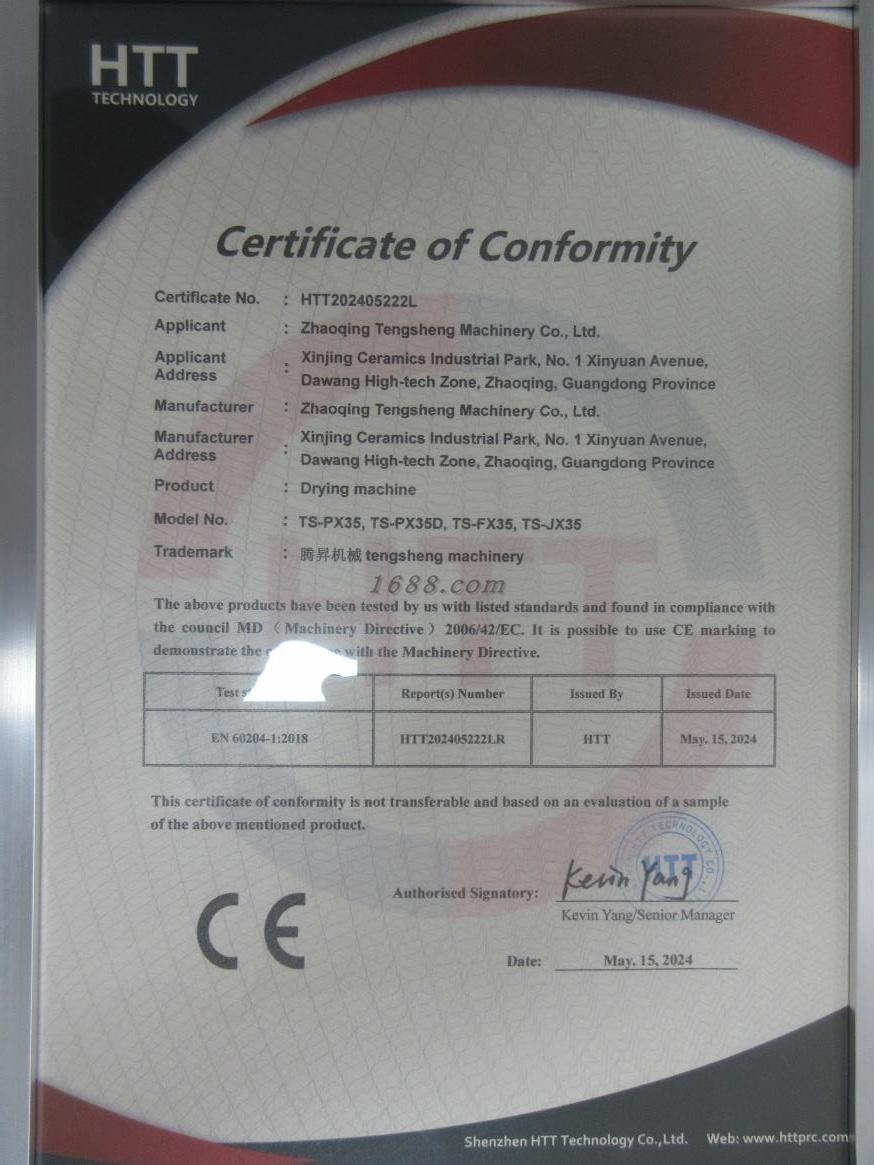 HTT
TECHNOLOGY
Certificate of Conformity
Certificate No. : HTT202405222L
Applicant : Zhaoqing Tengsheng Machinery Co., Ltd.
Applicant Address : Xinjing Ceramics Industrial Park, No. 1 Xinyuan Avenue,
Dawang High-tech Zone, Zhaoqing, Guangdong Province
Manufacturer : Zhaoqing Tengsheng Machinery Co., Ltd.
Manufacturer Address : Xinjing Ceramics Industrial Park, No. 1 Xinyuan Avenue,
Dawang High-tech Zone, Zhaoqing, Guangdong Province
Product : Drying machine
Model No. : TS-PX35, TS-PX35D, TS-FX35, TS-JX35
Trademark : 腾昇机械 tengsheng machinery
1688.com
The above products have been tested by us with listed standards and found in compliance with
the council MD（Machinery Directive）2006/42/EC. It is possible to use CE marking to
demonstrate the with the Machinery Directive.
Test Report(s) Number Issued By Issued Date
EN 60204-1:2018 HTT202405222LR HTT May. 15, 2024
This certificate of conformity is not transferable and based on an evaluation of a sample
of the above mentioned product.
HTT
Authorised Signatory: Kevin Yang
Kevin Yang/Senior Manager
CE
Date: May. 15, 2024
Shenzhen HTT Technology Co.,Ltd. Web: www.httprc.com